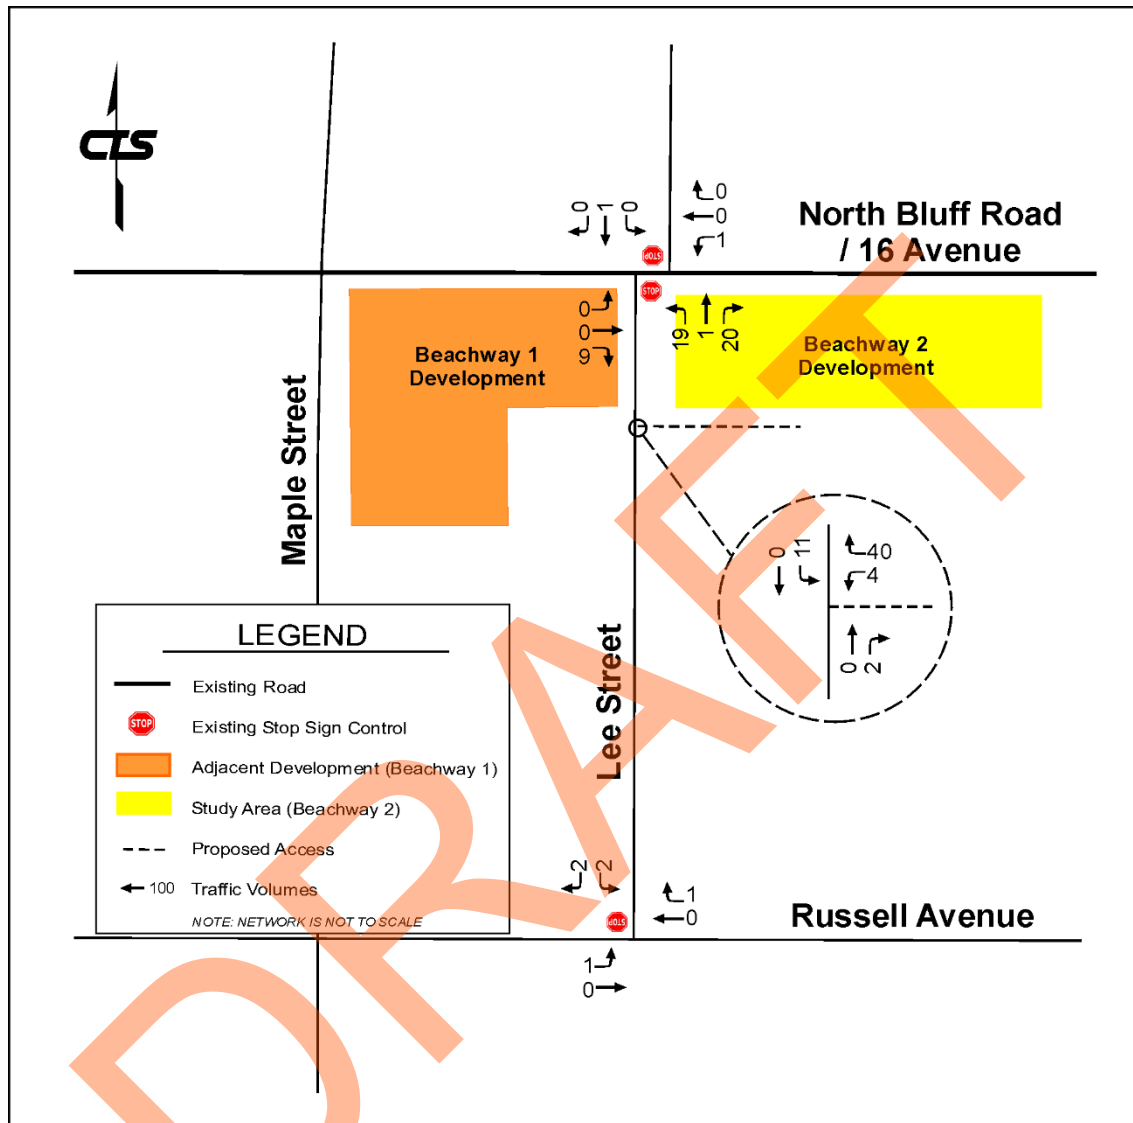 CTS
0
1
0
0
0
1
North Bluff Road
/ 16 Avenue
STOP
STOP
0
0
9
19
1
20
Beachway 1
Development
Beachway 2
Development
Maple Street
0
11
40
4
0
2
LEGEND
Existing Road
STOP
Existing Stop Sign Control
Adjacent Development (Beachway 1)
Study Area (Beachway 2)
Proposed Access
100
Traffic Volumes
NOTE: NETWORK IS NOT TO SCALE
Lee Street
2
2
1
0
STOP
Russell Avenue
1
0
DRAFT